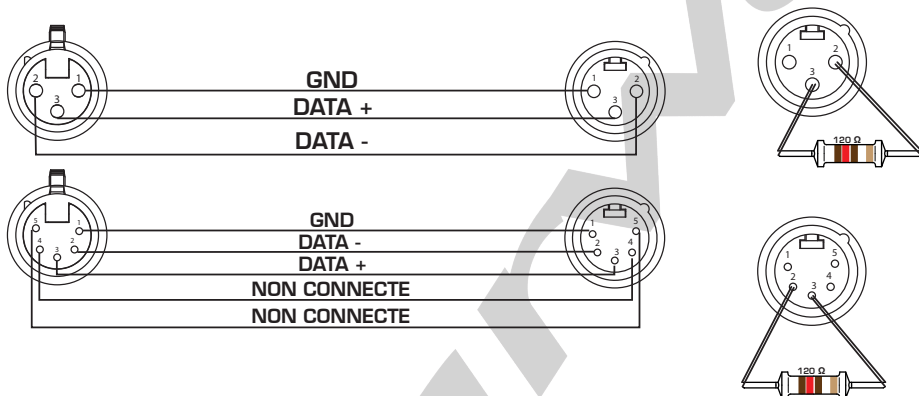 2
1
3
GND
DATA +
DATA -
1
2
3
1
2
3
120 Ω
5
1
4
3
2
GND
DATA -
DATA +
NON CONNECTE
NON CONNECTE
1
5
2
3
4
1
5
2
3
4
120 Ω